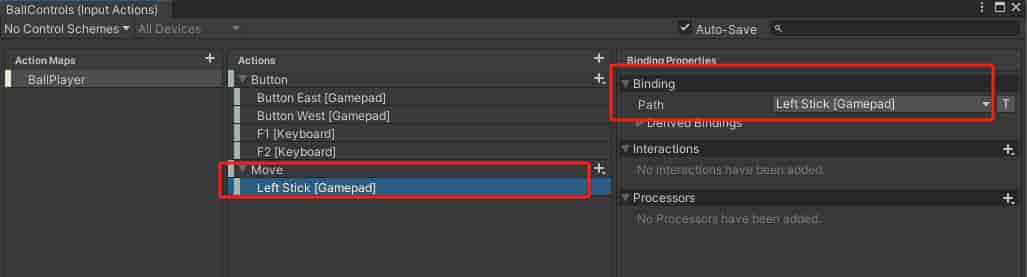 BallControls (Input Actions)
No Control Schemes All Devices Auto-Save
Action Maps
BallPlayer
Actions
Button
Button East [Gamepad]
Button West [Gamepad]
F1 [Keyboard]
F2 [Keyboard]
Move
Left Stick [Gamepad]
Binding Properties
Binding
Path Left Stick [Gamepad] T
Derived Bindings
Interactions
No Interactions have been added.
Processors
No Processors have been added.